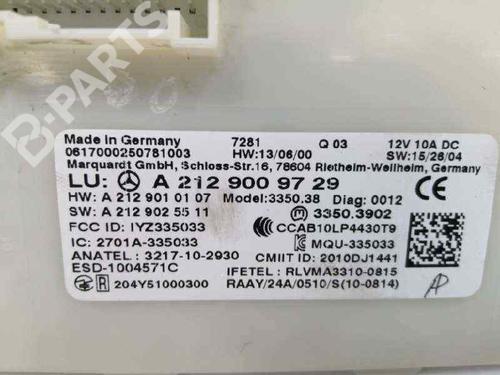 B-PARTS
Made in Germany 7281 Q 03 12V 10A DC
0617000250781003 HW:13/06/00 SW:15/26/04
Marquardt GmbH, Schloss-Str.16, 78604 Rietheim-Weilheim, Germany
LU: A 212 900 97 29
HW: A 212 901 01 07 Model:3350.38 Diag: 0012
SW: A 212 902 55 11 3350.3902
FCC ID: IYZ335033 CCAB10LP4430T9
IC: 2701A-335033 MQU-335033
ANATEL: 3217-10-2930 CMIIT ID: 2010DJ1441
ESD-1004571C IFETEL: RLVMA3310-0815
R 204Y51000300 RAAY/24A/0510/S(10-0814)